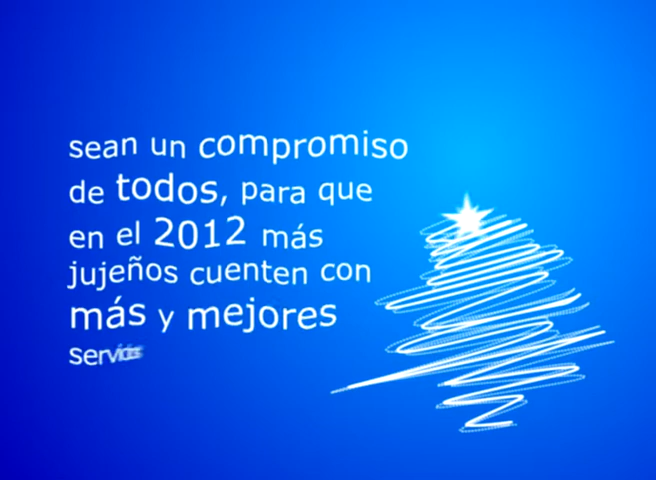 sean un compromiso
de todos, para que
en el 2012 más
jujeños cuenten con
más y mejores